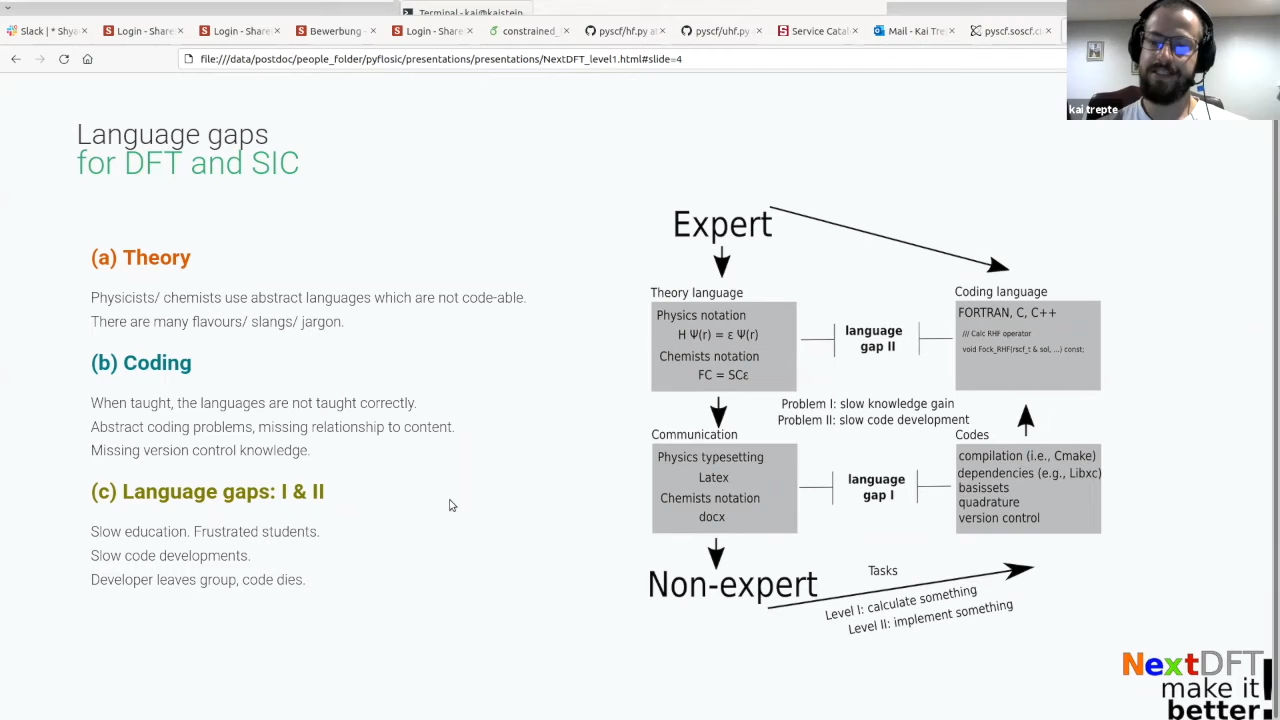 Terminal - kai@kaistein
Slack | * Shya
Login - Share
Login - Share
Bewerbung
Login - Share
constrained_
pyscf/hf.py at
pyscf/uhf.py
Service Catal
Mail - Kai Tre
pyscf.soscf.c
file:///data/postdoc/people_folder/pyflosic/presentations/presentations/NextDFT_level1.html#slide=4
kai trepte
Language gaps
for DFT and SIC
(a) Theory
Physicists/ chemists use abstract languages which are not code-able.
There are many flavours/ slangs/ jargon.
(b) Coding
When taught, the languages are not taught correctly.
Abstract coding problems, missing relationship to content.
Missing version control knowledge.
(c) Language gaps: I & II
Slow education. Frustrated students.
Slow code developments.
Developer leaves group, code dies.
Expert
Theory language
Physics notation
H Ψ(r) = ε Ψ(r)
Chemists notation
FC = SCε
language
gap II
Coding language
FORTRAN, C, C++
/// Calc RHF operator
void Fock_RHF(rscf_t & sol, ...) const;
Problem I: slow knowledge gain
Problem II: slow code development
Communication
Physics typesetting
Latex
Chemists notation
docx
language
gap I
Codes
compilation (i.e., Cmake)
dependencies (e.g., Libxc)
basissets
quadrature
version control
Non-expert
Tasks
Level I: calculate something
Level II: implement something
NextDFT
make it
better!